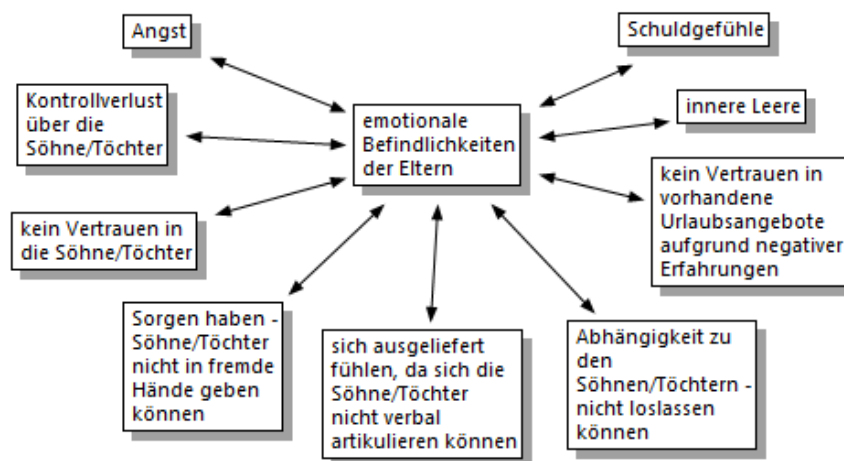 Angst
Schuldgefühle
Kontrollverlust
über die
Söhne/Töchter
emotionale
Befindlichkeiten
der Eltern
innere Leere
kein Vertrauen in
die Söhne/Töchter
kein Vertrauen in
vorhandene
Urlaubsangebote
aufgrund negativer
Erfahrungen
Sorgen haben -
Söhne/Töchter
nicht in fremde
Hände geben
können
sich ausgeliefert
fühlen, da sich die
Söhne/Töchter
nicht verbal
artikulieren können
Abhängigkeit zu
den
Söhnen/Töchtern -
nicht loslassen
können